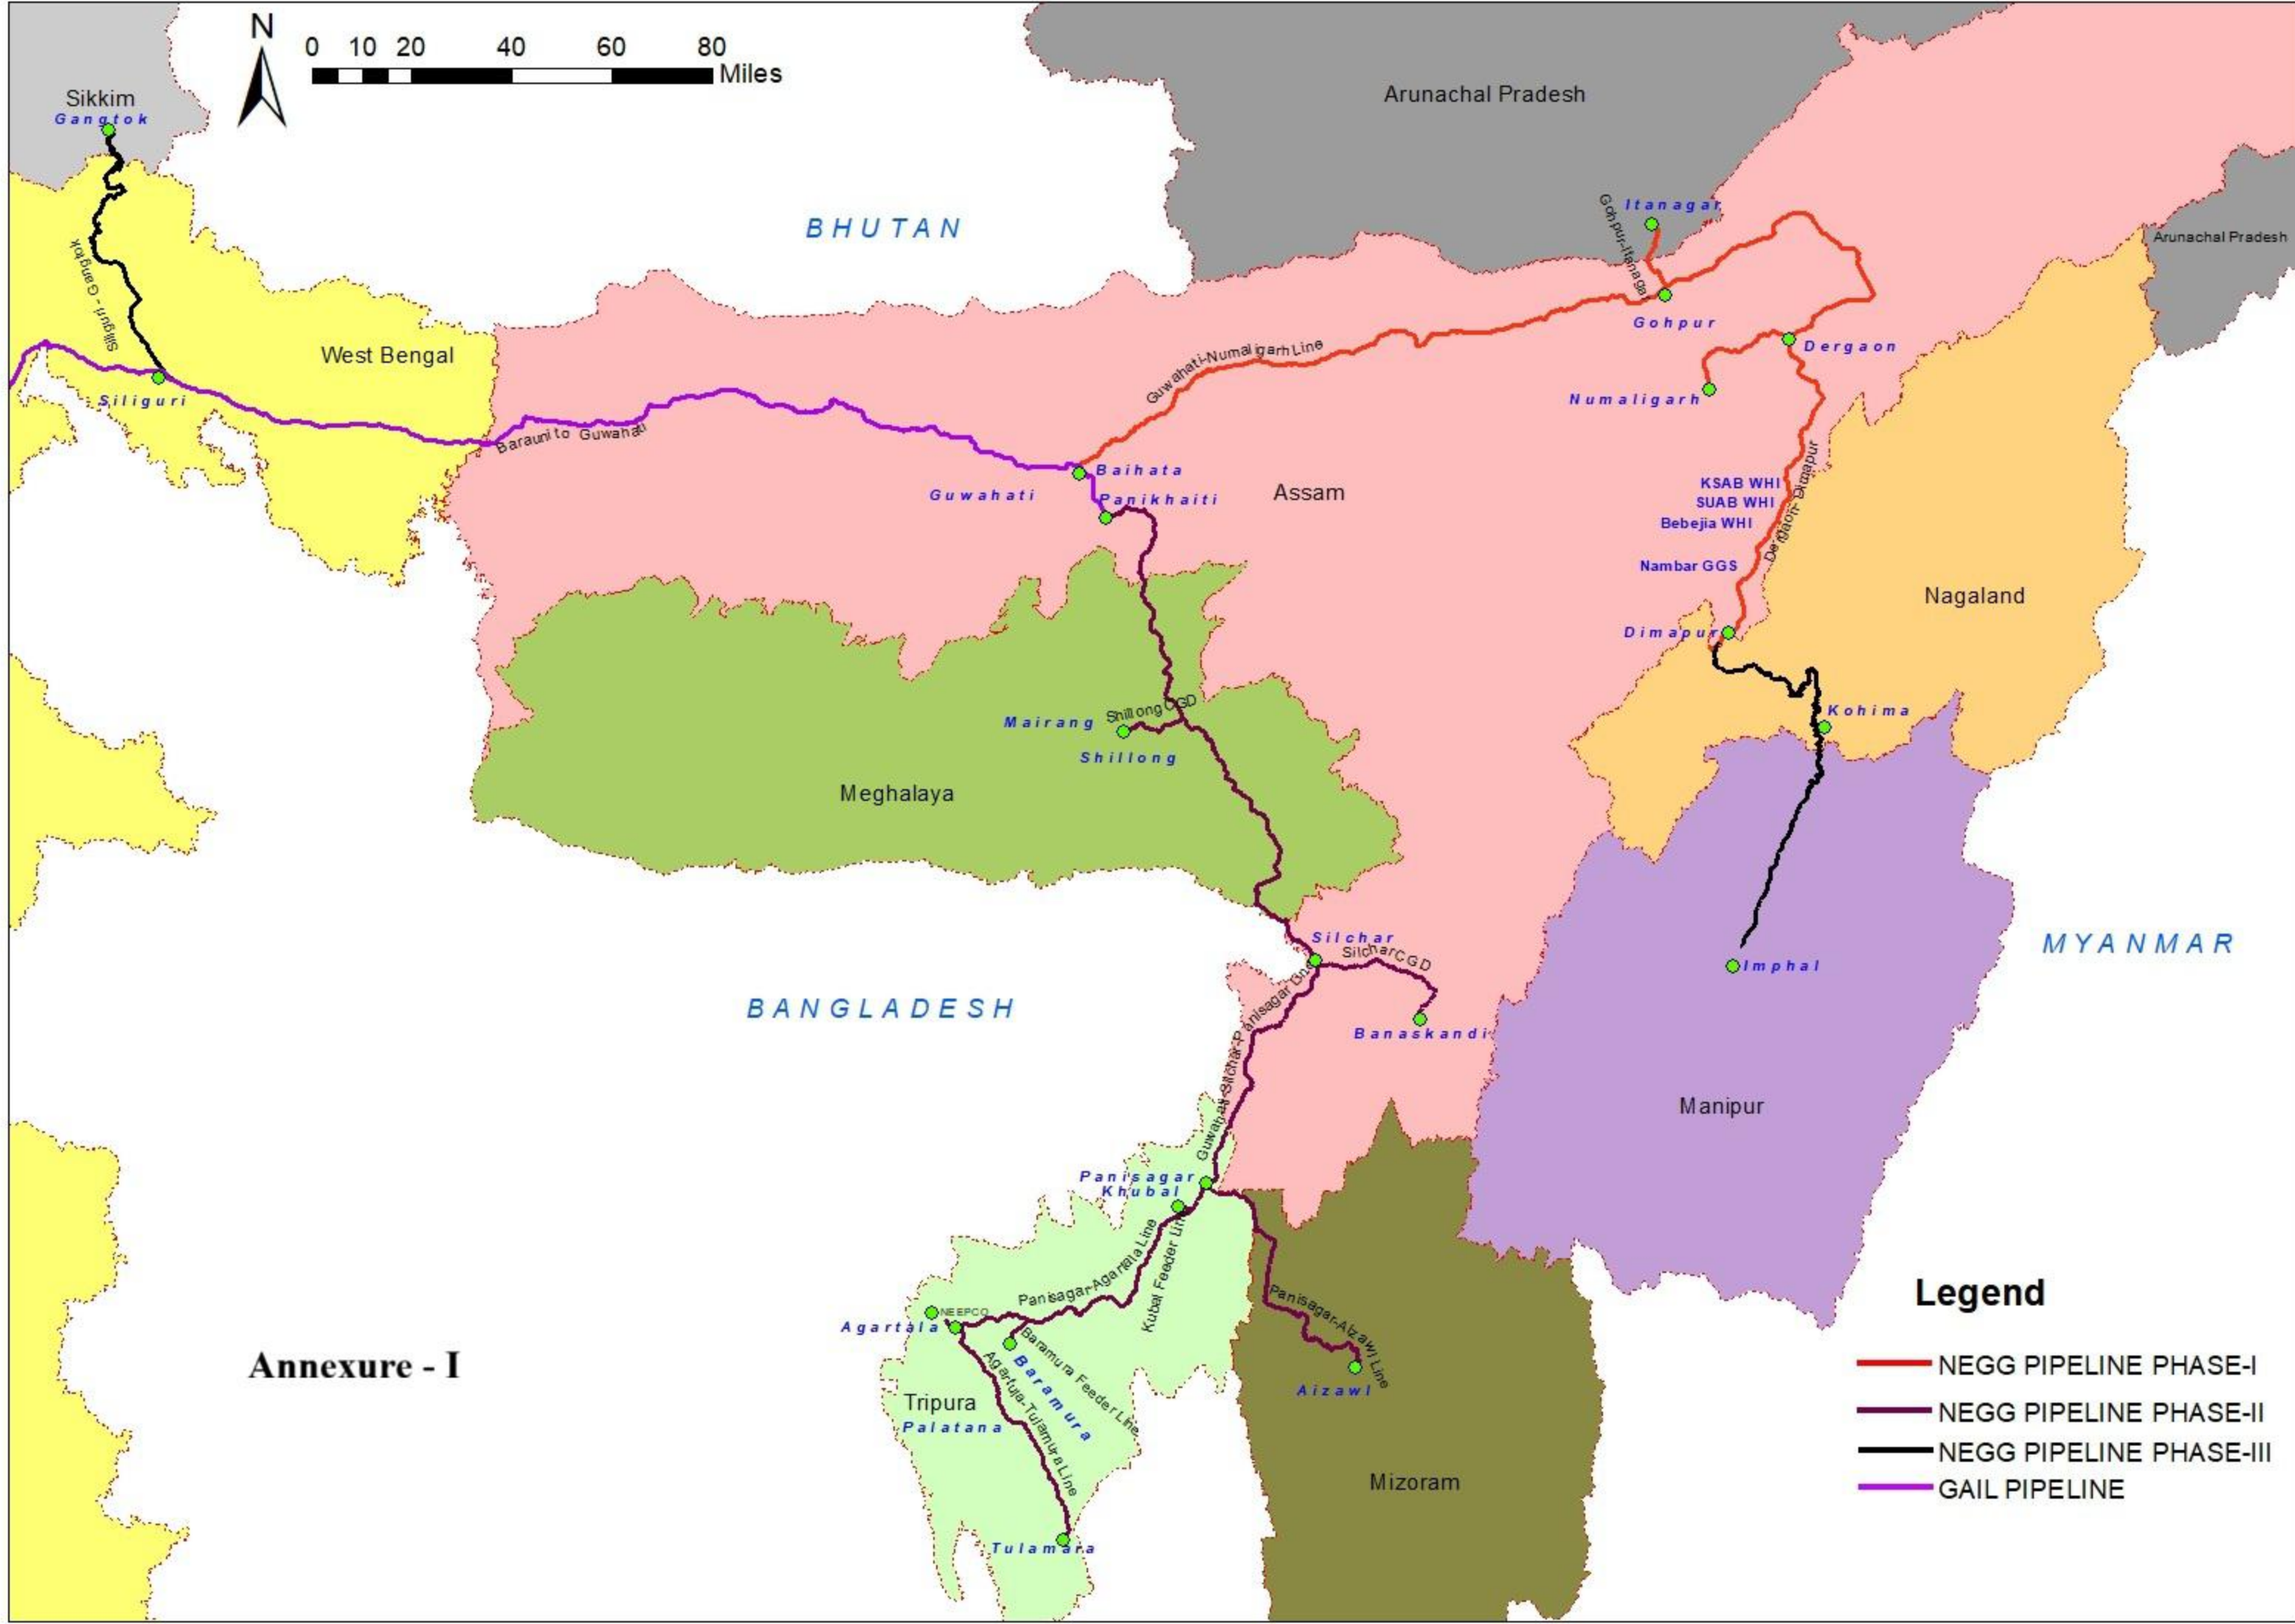 N
0 10 20 40 60 80
Miles
Sikkim
Gangtok
Arunachal Pradesh
BHUTAN
Itanagar
Gohpur-Itanagar
Arunachal Pradesh
Siliguri - Gangtok
Gohpur
West Bengal
Guwahati-Numaligarh Line
Dergaon
Siliguri
Numaligarh
Barauni to Guwahati
Baihata
Guwahati
Panikhaiti
Assam
KSAB WHI
SUAB WHI
Bebejia WHI
Dergaon- Dimapur
Nambar GGS
Nagaland
Dimapur
Mairang
Shillong CGD
Kohima
Shillong
Meghalaya
Silchar
Silchar CGD
MYANMAR
Imphal
BANGLADESH
Guwahati-Silchar-Panisagar Line
Banaskandi
Manipur
Panisagar
Khubal
Panisagar-Agartala Line
Kubal Feeder Line
NEEPCO
Agartala
Panisagar-Aizawl Line
Legend
Baramura Feeder Line
Baramura
Annexure - I
Aizawl
NEGG PIPELINE PHASE-I
Tripura
Palatana
NEGG PIPELINE PHASE-II
NEGG PIPELINE PHASE-III
Mizoram
GAIL PIPELINE
Tulamara